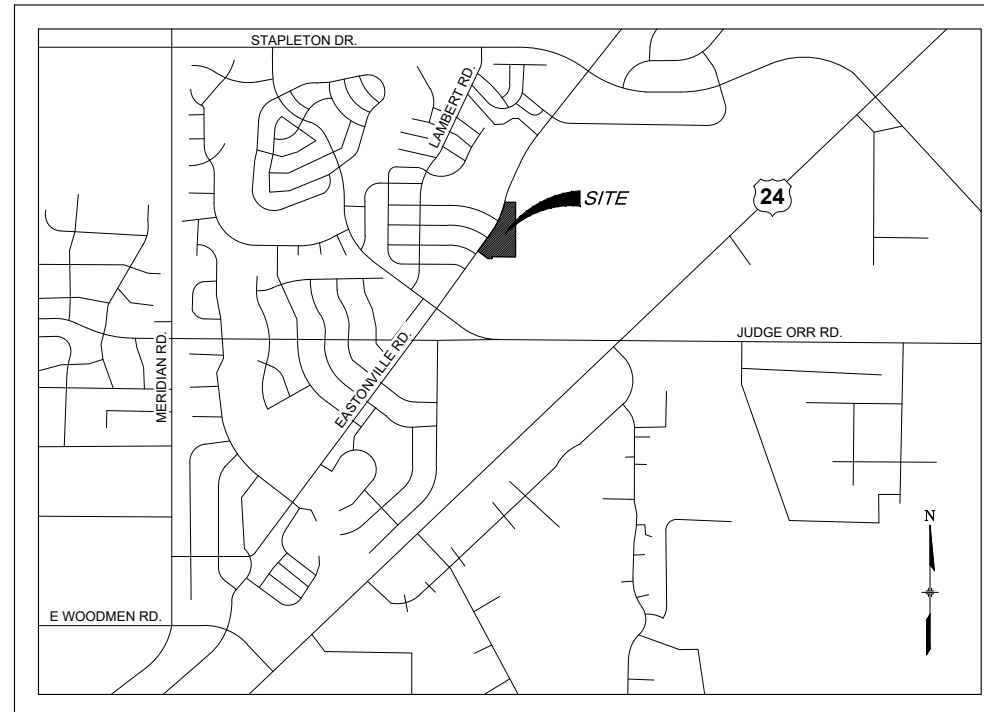 STAPLETON DR.
LAMBERT RD.
SITE
24
JUDGE ORR RD.
MERIDIAN RD.
EASTONVILLE RD.
N
E WOODMEN RD.